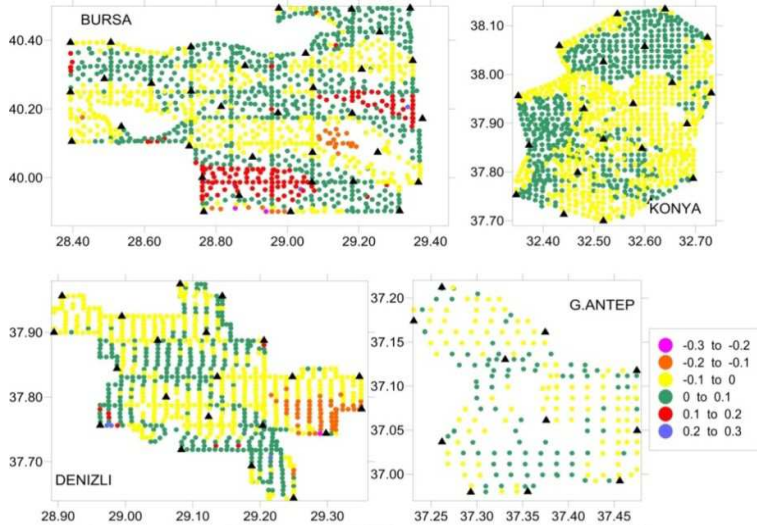 BURSA
40.40
40.20
40.00
28.40 28.60 28.80 29.00 29.20 29.40
38.10
38.00
37.90
37.80
37.70
KONYA
32.40 32.50 32.60 32.70
37.90
37.80
37.70
DENIZLI
28.90 29.00 29.10 29.20 29.30
G.ANTEP
37.20
37.15
37.10
37.05
37.00
37.25 37.30 37.35 37.40 37.45
-0.3 to -0.2
-0.2 to -0.1
-0.1 to 0
0 to 0.1
0.1 to 0.2
0.2 to 0.3